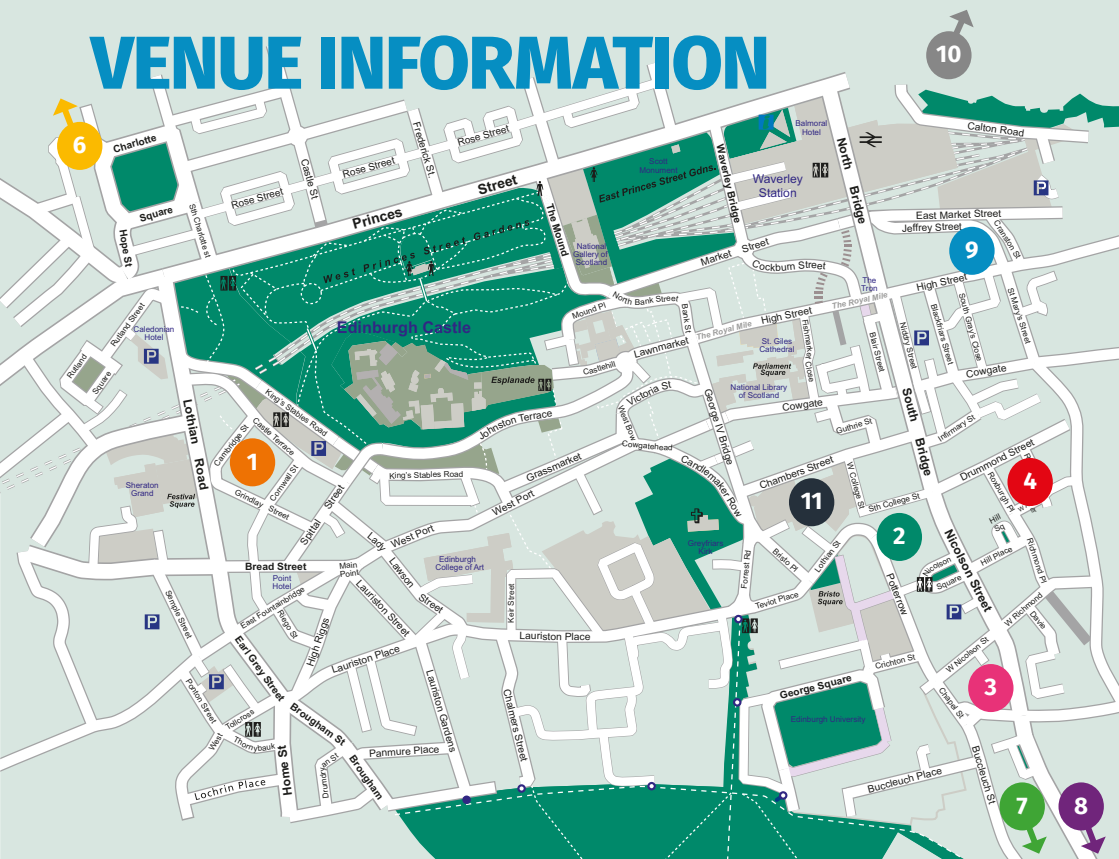 VENUE INFORMATION
10
6
Charlotte
Square
Hope St
Sth Charlotte st
Castle St
Rose Street
Rose Street
Rose Street
Frederick St.
Princes
Street
The Mound
West Princes Street Gardens
East Princes Street Gdns.
Scott
Monument
Waverley Bridge
Balmoral
Hotel
Waverley
Station
North
Bridge
Calton Road
P
East Market Street
Jeffrey Street
9
Cranston St
Market Street
Cockburn Street
National
Gallery of
Scotland
North Bank Street
Mound Pl
Bank St
The Royal Mile
High Street
The Royal Mile
The
Tron
High Street
St Mary's Street
South Gray's Close
Blackfriars Street
Niddry Street
Blair Street
Fishmarker Close
P
Cowgate
Edinburgh Castle
Esplanade
Castlehill
Lawnmarket
St. Giles
Cathedral
Parliament
Square
National Library
of Scotland
Cowgate
Guthrie St
Victoria St
West Bow
Cowgatehead
George IV Bridge
Candlemaker Row
Johnston Terrace
Grassmarket
King's Stables Road
King's Stables Road
Rutland Street
Caledonian
Hotel
P
Rutland
Square
Lothian
Road
Castle Terrace
Cambridge St
P
1
Cornwall St
Grindlay Street
Spittal Street
Sheraton
Grand
Festival
Square
West Port
West Port
Lady
Lawson
Street
Bread Street
Main
Point
Point
Hotel
East Fountainbridge
Riego St
High Riggs
Lauriston Street
Edinburgh
College of Art
Keir Street
Lauriston Place
Lauriston Place
Lauriston Gardens
Chalmers Street
P
Semple Street
Earl Grey Street
P
Ponton Street
West
Tollcross
Thornybauk
Lochrin Place
Home St
Drumdryan St
Brougham St
Brougham
Panmure Place
Greyfriars
Kirk
Forrest Rd
Chambers Street
11
W College St
Sth College St
South
Bridge
Infirmary St
Drummond Street
Roxburgh Pl
4
Hill
Sq
Hill Place
Richmond Pl
W Richmond
Davie
2
Bristo Pl
Lothian St
Teviot Place
Bristo
Square
Potterrow
Nicolson
Square
Nicolson Street
P
W Nicolson St
Crichton St
Chapel St
3
George Square
Edinburgh University
Buccleuch Place
Buccleuch St
7
8